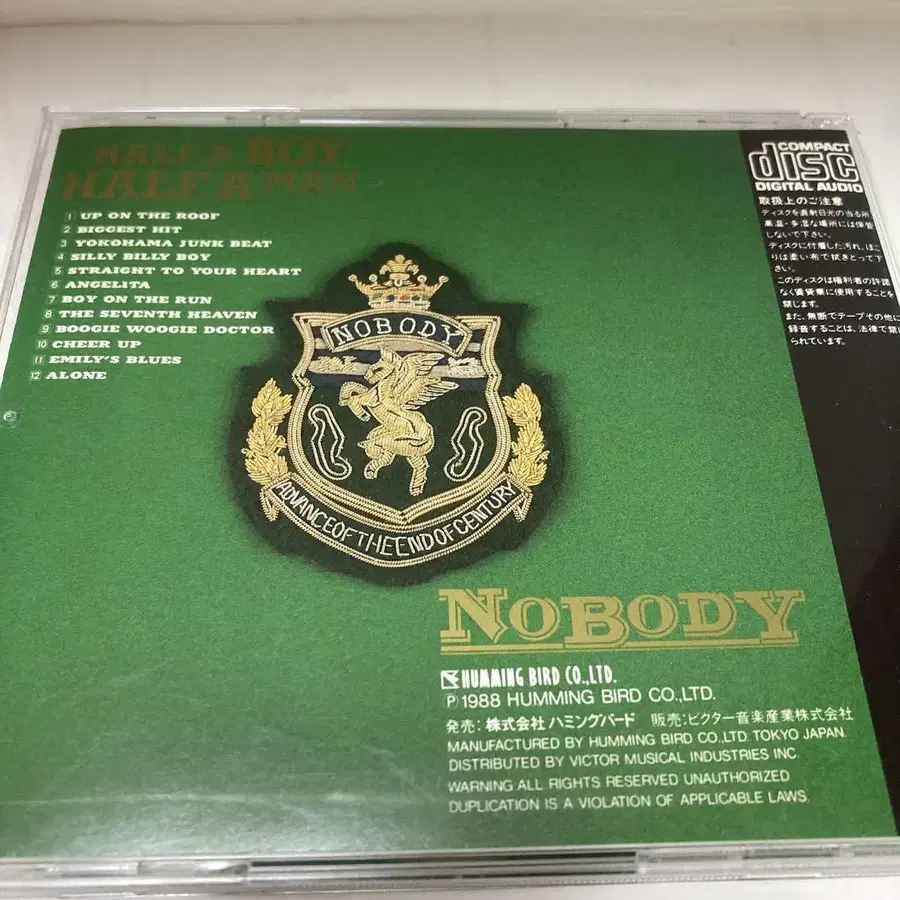 HALF A BOY
HALF A MAN
1 UP ON THE ROOF
2 BIGGEST HIT
3 YOKOHAMA JUNK BEAT
4 SILLY BILLY BOY
5 STRAIGHT TO YOUR HEART
6 ANGELITA
7 BOY ON THE RUN
8 THE SEVENTH HEAVEN
9 BOOGIE WOOGIE DOCTOR
10 CHEER UP
11 EMILY'S BLUES
12 ALONE
NOBODY
ADVANCE OF THE END OF CENTURY
COMPACT
disc
DIGITAL AUDIO
取扱上のご注意
ディスクを直射日光の当る所
高温・多湿な場所には保管
しないで下さい。
ディスクに付着した汚れ、ほこ
りは柔い布で拭きとって下
さい。
このディスクは権利者の許諾
なく賃貸業に使用することを
禁じます。
また、無断でテープその他に
録音することは、法律で禁じ
られています。
NOBODY
HUMMING BIRD CO.,LTD.
Ⓟ 1988 HUMMING BIRD CO.,LTD.
発売：株式会社 ハミングバード 販売：ビクター音楽産業株式会社
MANUFACTURED BY HUMMING BIRD CO.,LTD. TOKYO JAPAN.
DISTRIBUTED BY VICTOR MUSICAL INDUSTRIES INC.
WARNING ALL RIGHTS RESERVED UNAUTHORIZED
DUPLICATION IS A VIOLATION OF APPLICABLE LAWS.